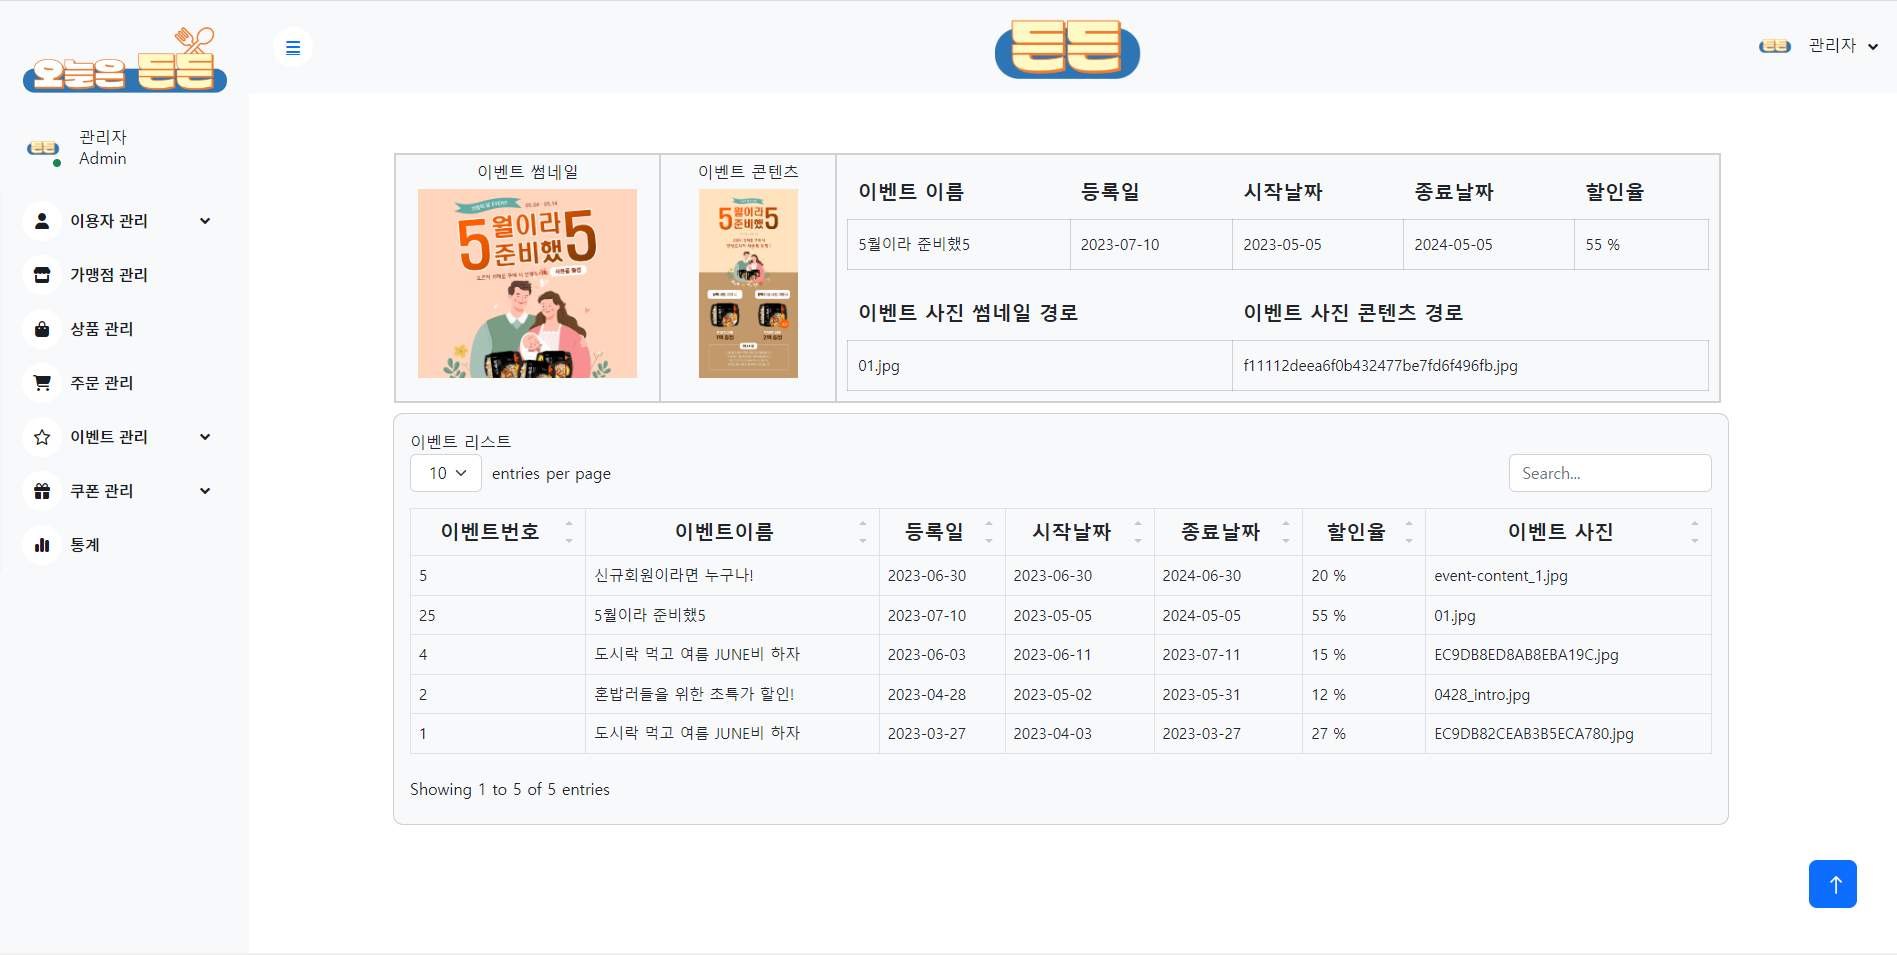 오늘은 든든
든든
관리자
관리자
Admin
이용자 관리
가맹점 관리
상품 관리
주문 관리
이벤트 관리
쿠폰 관리
통계
이벤트 썸네일
05.04 - 05.14
5월이라
준비했5
이벤트 콘텐츠
5월이라
준비했5
이벤트 이름 등록일 시작날짜 종료날짜 할인율
5월이라 준비했5 2023-07-10 2023-05-05 2024-05-05 55 %
이벤트 사진 썸네일 경로 이벤트 사진 콘텐츠 경로
01.jpg f11112deea6f0b432477be7fd6f496fb.jpg
이벤트 리스트
10 entries per page Search...
이벤트번호 이벤트이름 등록일 시작날짜 종료날짜 할인율 이벤트 사진
5 신규회원이라면 누구나! 2023-06-30 2023-06-30 2024-06-30 20 % event-content_1.jpg
25 5월이라 준비했5 2023-07-10 2023-05-05 2024-05-05 55 % 01.jpg
4 도시락 먹고 여름 JUNE비 하자 2023-06-03 2023-06-11 2023-07-11 15 % EC9DB8ED8AB8EBA19C.jpg
2 혼밥러들을 위한 초특가 할인! 2023-04-28 2023-05-02 2023-05-31 12 % 0428_intro.jpg
1 도시락 먹고 여름 JUNE비 하자 2023-03-27 2023-04-03 2023-03-27 27 % EC9DB82CEAB3B5ECA780.jpg
Showing 1 to 5 of 5 entries